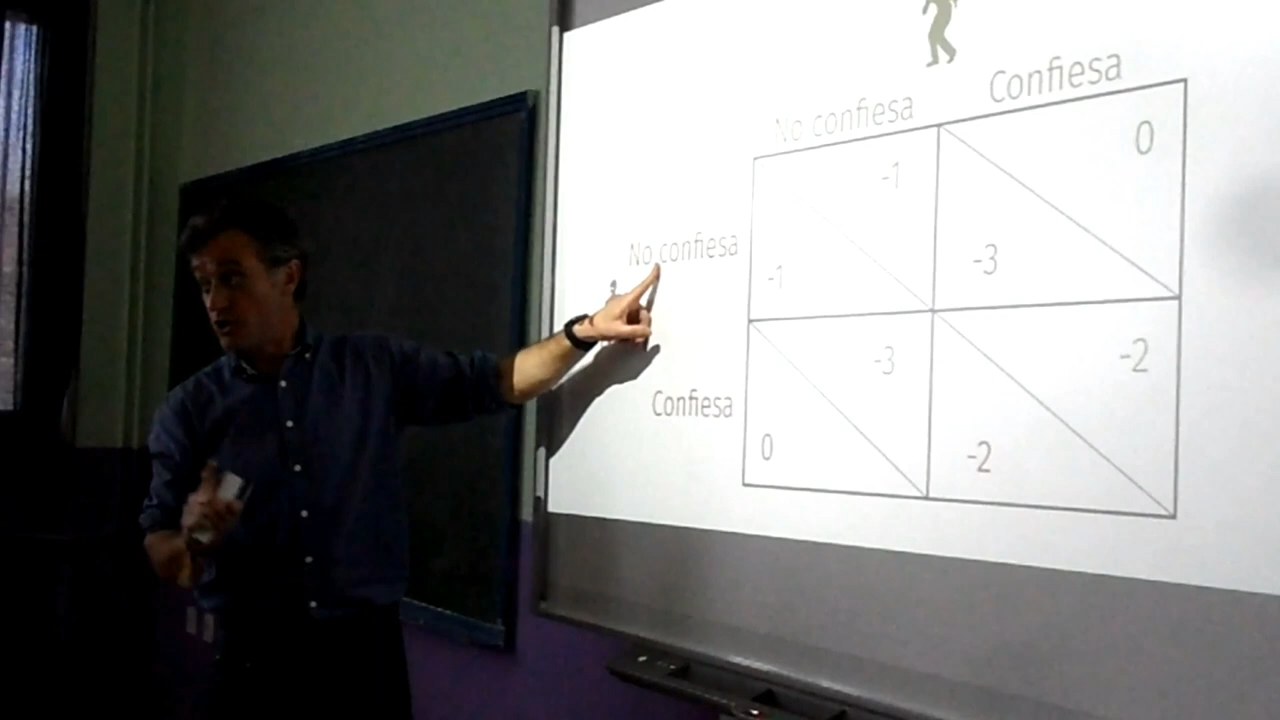 No confiesa Confiesa
-1 0
No confiesa
-1 -3
-3 -2
Confiesa
0 -2